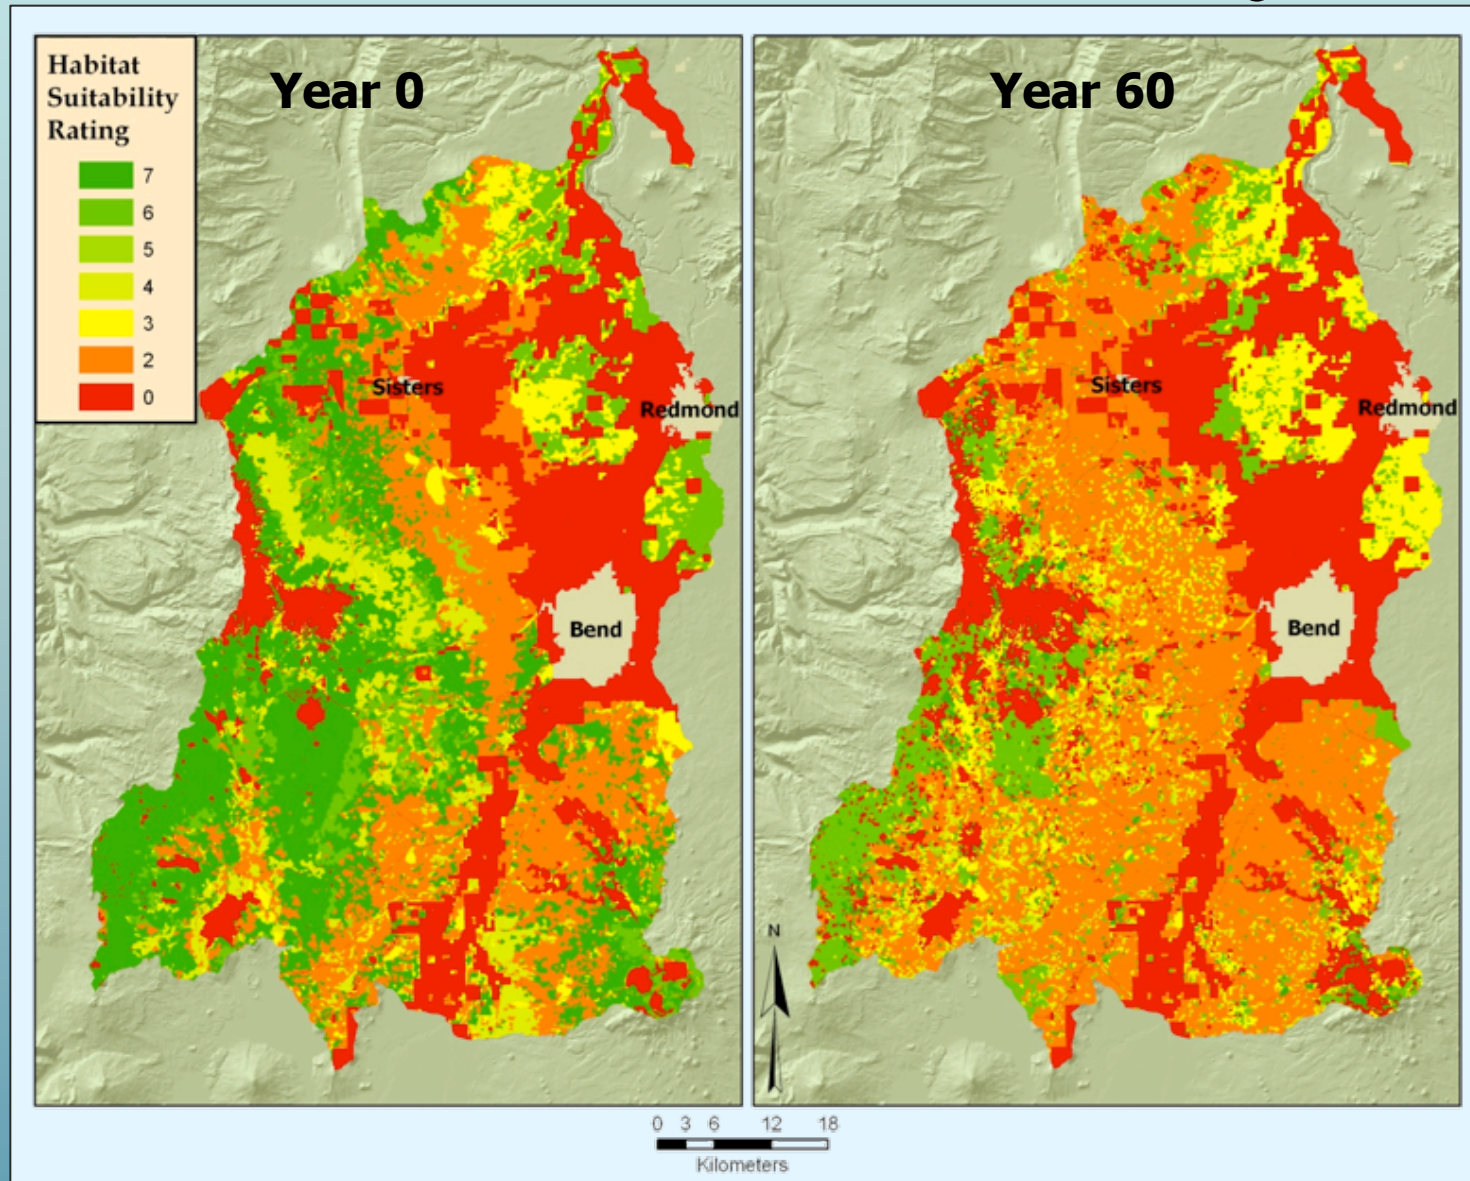 Habitat
Suitability
Rating
7
6
5
4
3
2
0
Year 0
Sisters
Redmond
Bend
Year 60
Sisters
Redmond
Bend
N
0 3 6 12 18
Kilometers